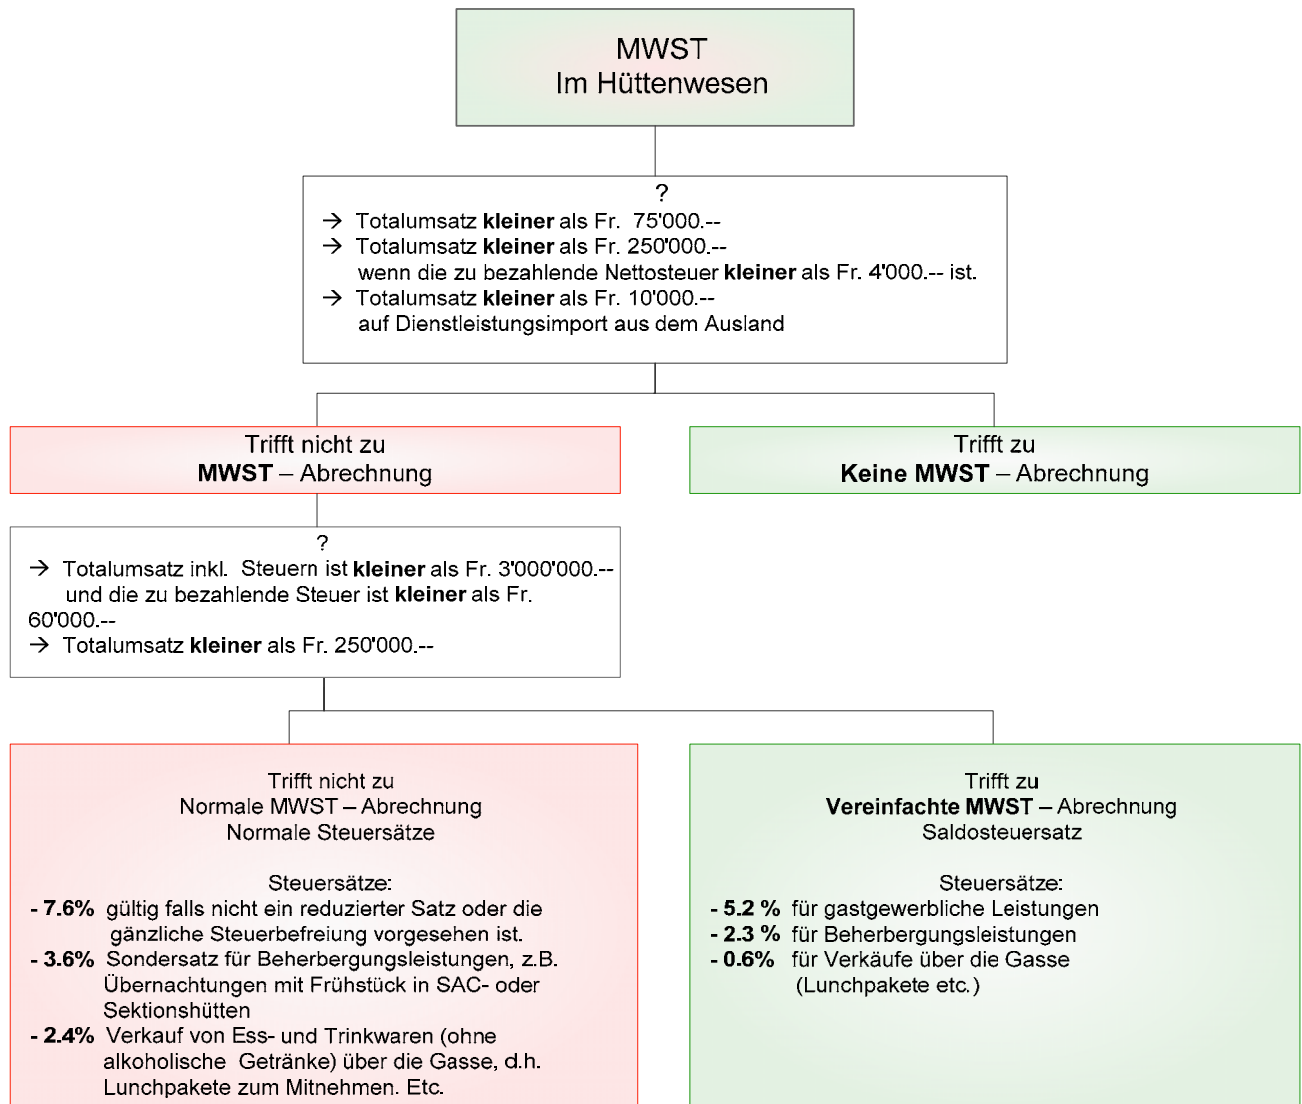 MWST
Im Hüttenwesen
?
→ Totalumsatz kleiner als Fr. 75'000.--
→ Totalumsatz kleiner als Fr. 250'000.--
wenn die zu bezahlende Nettosteuer kleiner als Fr. 4'000.-- ist.
→ Totalumsatz kleiner als Fr. 10'000.--
auf Dienstleistungsimport aus dem Ausland
Trifft nicht zu
MWST – Abrechnung
Trifft zu
Keine MWST – Abrechnung
?
→ Totalumsatz inkl. Steuern ist kleiner als Fr. 3'000'000.--
und die zu bezahlende Steuer ist kleiner als Fr.
60'000.--
→ Totalumsatz kleiner als Fr. 250'000.--
Trifft nicht zu
Normale MWST – Abrechnung
Normale Steuersätze
Steuersätze:
- 7.6% gültig falls nicht ein reduzierter Satz oder die
gänzliche Steuerbefreiung vorgesehen ist.
- 3.6% Sondersatz für Beherbergungsleistungen, z.B.
Übernachtungen mit Frühstück in SAC- oder
Sektionshütten
- 2.4% Verkauf von Ess- und Trinkwaren (ohne
alkoholische Getränke) über die Gasse, d.h.
Lunchpakete zum Mitnehmen. Etc.
Trifft zu
Vereinfachte MWST – Abrechnung
Saldosteuersatz
Steuersätze:
- 5.2 % für gastgewerbliche Leistungen
- 2.3 % für Beherbergungsleistungen
- 0.6% für Verkäufe über die Gasse
(Lunchpakete etc.)